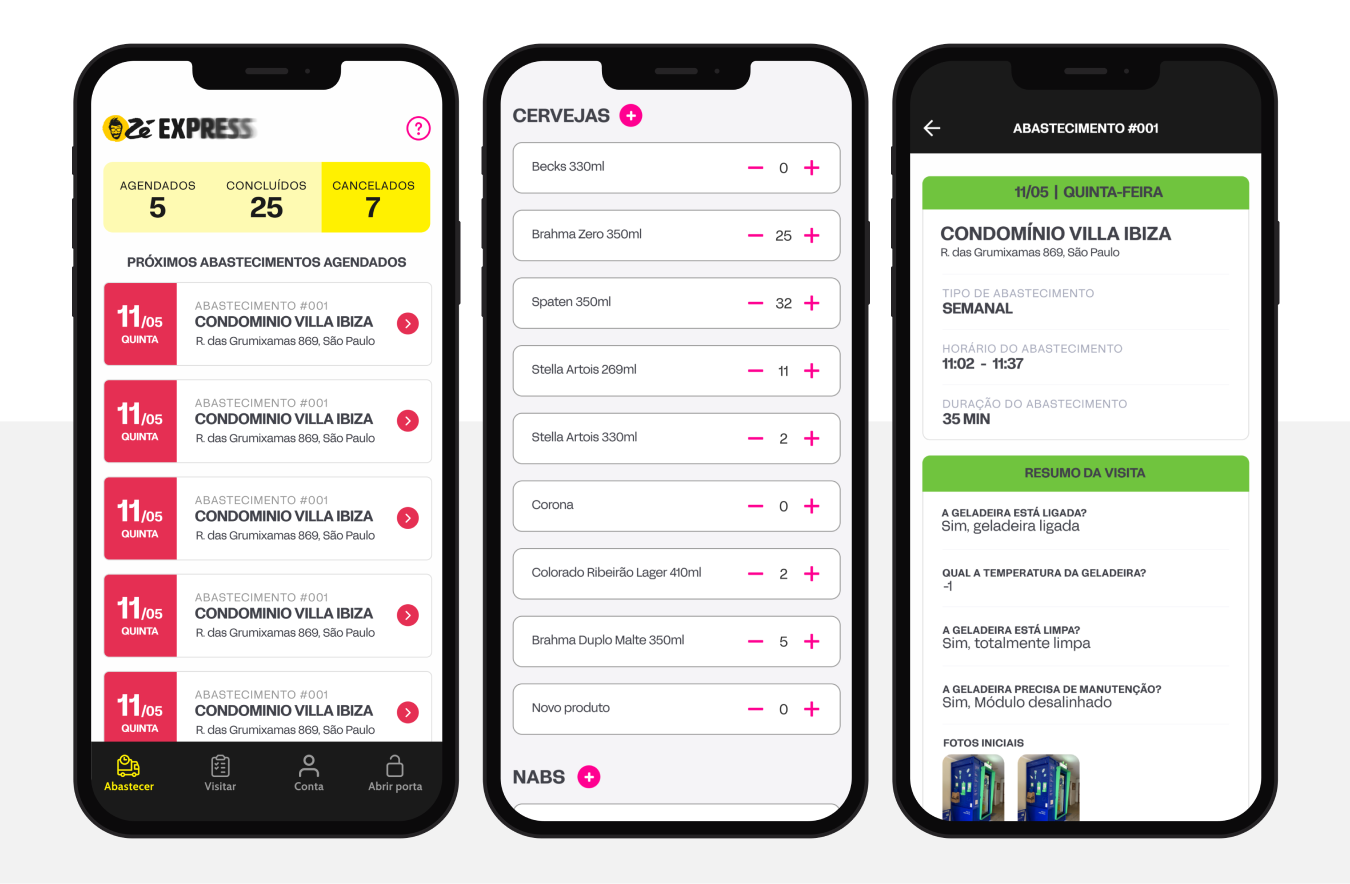 Zé EXPRESS
?
AGENDADOS CONCLUÍDOS CANCELADOS
5 25 7
PRÓXIMOS ABASTECIMENTOS AGENDADOS
11/05
QUINTA
ABASTECIMENTO #001
CONDOMINIO VILLA IBIZA
R. das Grumixamas 869, São Paulo
11/05
QUINTA
ABASTECIMENTO #001
CONDOMINIO VILLA IBIZA
R. das Grumixamas 869, São Paulo
11/05
QUINTA
ABASTECIMENTO #001
CONDOMINIO VILLA IBIZA
R. das Grumixamas 869, São Paulo
11/05
QUINTA
ABASTECIMENTO #001
CONDOMINIO VILLA IBIZA
R. das Grumixamas 869, São Paulo
11/05
QUINTA
ABASTECIMENTO #001
CONDOMINIO VILLA IBIZA
R. das Grumixamas 869, São Paulo
Abastecer Visitar Conta Abrir porta
CERVEJAS +
Becks 330ml − 0 +
Brahma Zero 350ml − 25 +
Spaten 350ml − 32 +
Stella Artois 269ml − 11 +
Stella Artois 330ml − 2 +
Corona − 0 +
Colorado Ribeirão Lager 410ml − 2 +
Brahma Duplo Malte 350ml − 5 +
Novo produto − 0 +
NABS +
ABASTECIMENTO #001
11/05 | QUINTA-FEIRA
CONDOMÍNIO VILLA IBIZA
R. das Grumixamas 869, São Paulo
TIPO DE ABASTECIMENTO
SEMANAL
HORÁRIO DO ABASTECIMENTO
11:02 - 11:37
DURAÇÃO DO ABASTECIMENTO
35 MIN
RESUMO DA VISITA
A GELADEIRA ESTÁ LIGADA?
Sim, geladeira ligada
QUAL A TEMPERATURA DA GELADEIRA?
-1
A GELADEIRA ESTÁ LIMPA?
Sim, totalmente limpa
A GELADEIRA PRECISA DE MANUTENÇÃO?
Sim, Módulo desalinhado
FOTOS INICIAIS